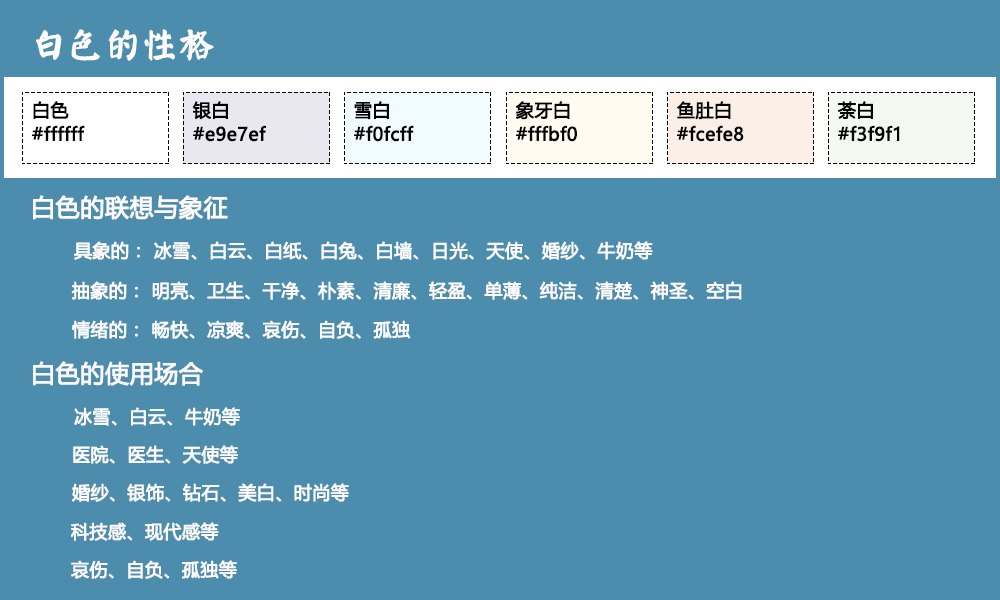 白色的性格
白色 银白 雪白 象牙白 鱼肚白 荼白
#ffffff #e9e7ef #f0fcff #fffbf0 #fcefe8 #f3f9f1
白色的联想与象征
具象的：冰雪、白云、白纸、白兔、白墙、日光、天使、婚纱、牛奶等
抽象的：明亮、卫生、干净、朴素、清廉、轻盈、单薄、纯洁、清楚、神圣、空白
情绪的：畅快、凉爽、哀伤、自负、孤独
白色的使用场合
冰雪、白云、牛奶等
医院、医生、天使等
婚纱、银饰、钻石、美白、时尚等
科技感、现代感等
哀伤、自负、孤独等